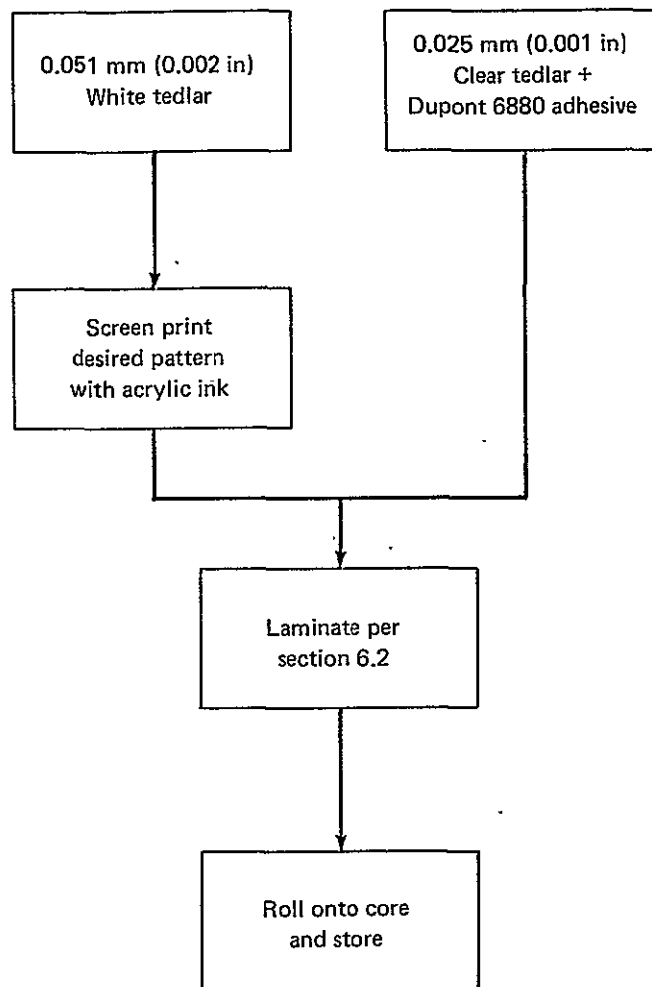 0.051 mm (0.002 in)
White tedlar
0.025 mm (0.001 in)
Clear tedlar +
Dupont 6880 adhesive
Screen print
desired pattern
with acrylic ink
Laminate per
section 6.2
Roll onto core
and store